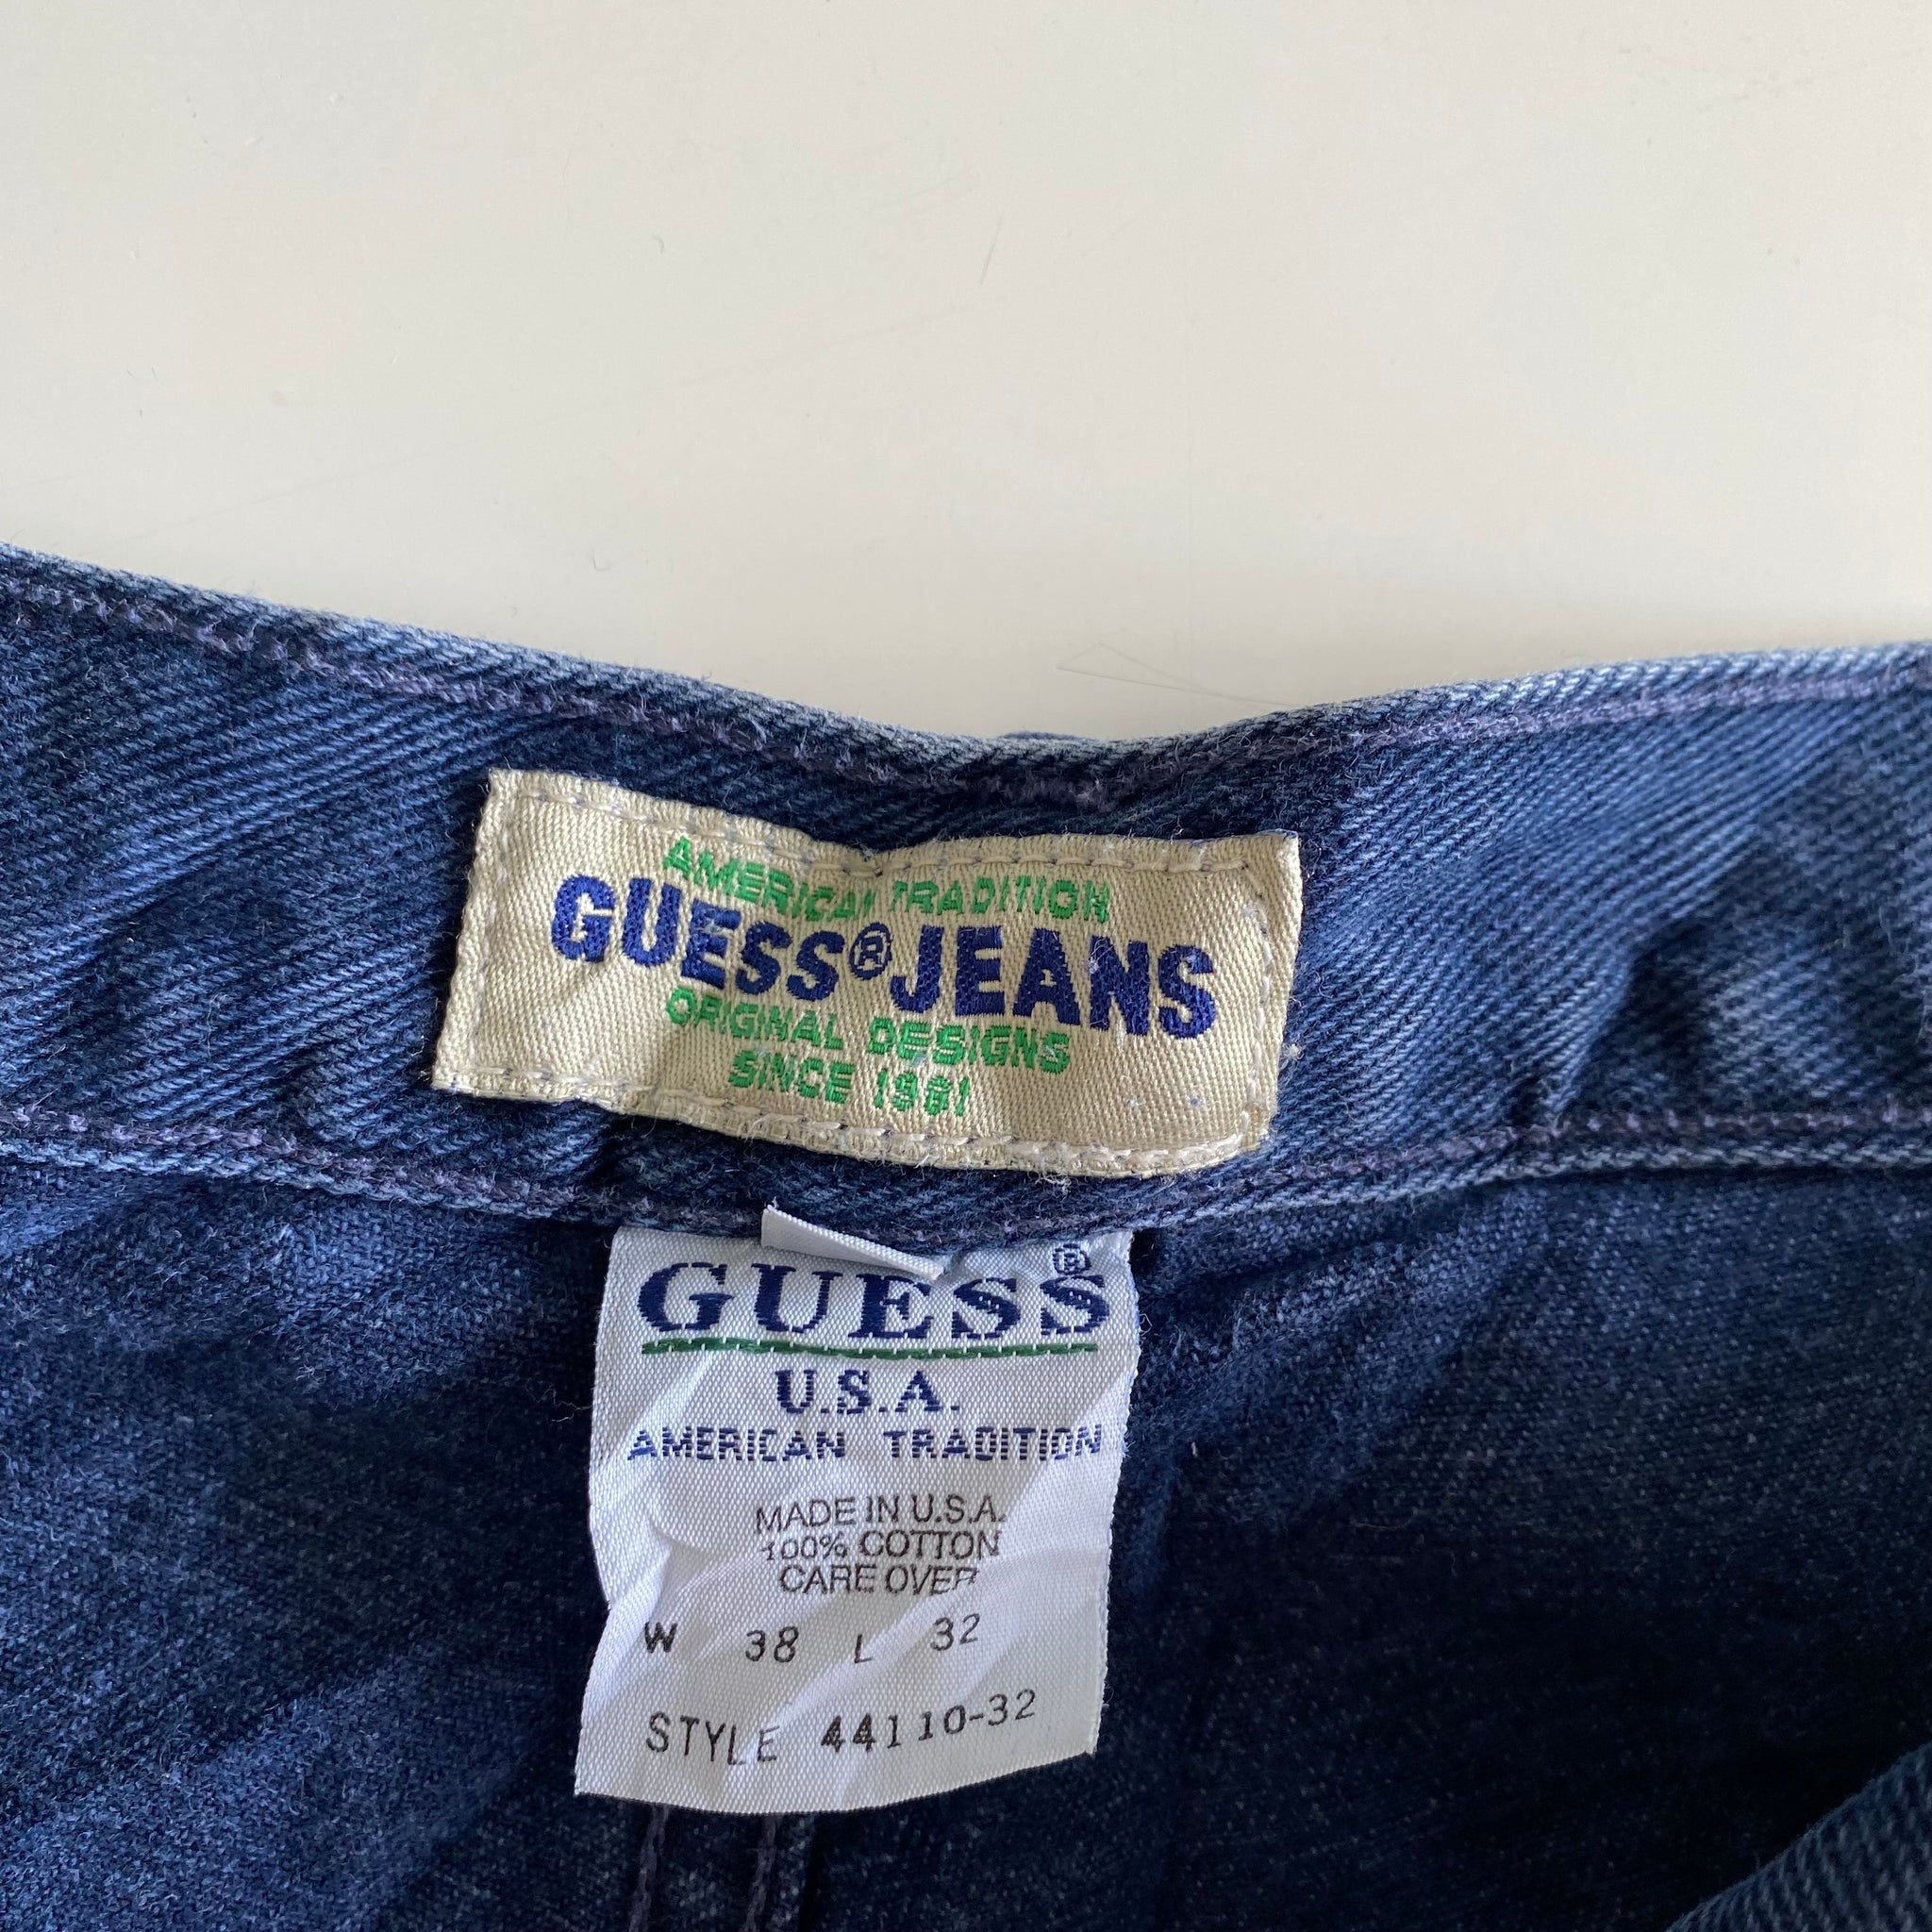 AMERICAN TRADITION
GUESS® JEANS
ORIGINAL DESIGNS
SINCE 1981
GUESS®
U.S.A.
AMERICAN TRADITION
MADE IN U.S.A.
100% COTTON
CARE OVER
W 38 L 32
STYLE 44110-32